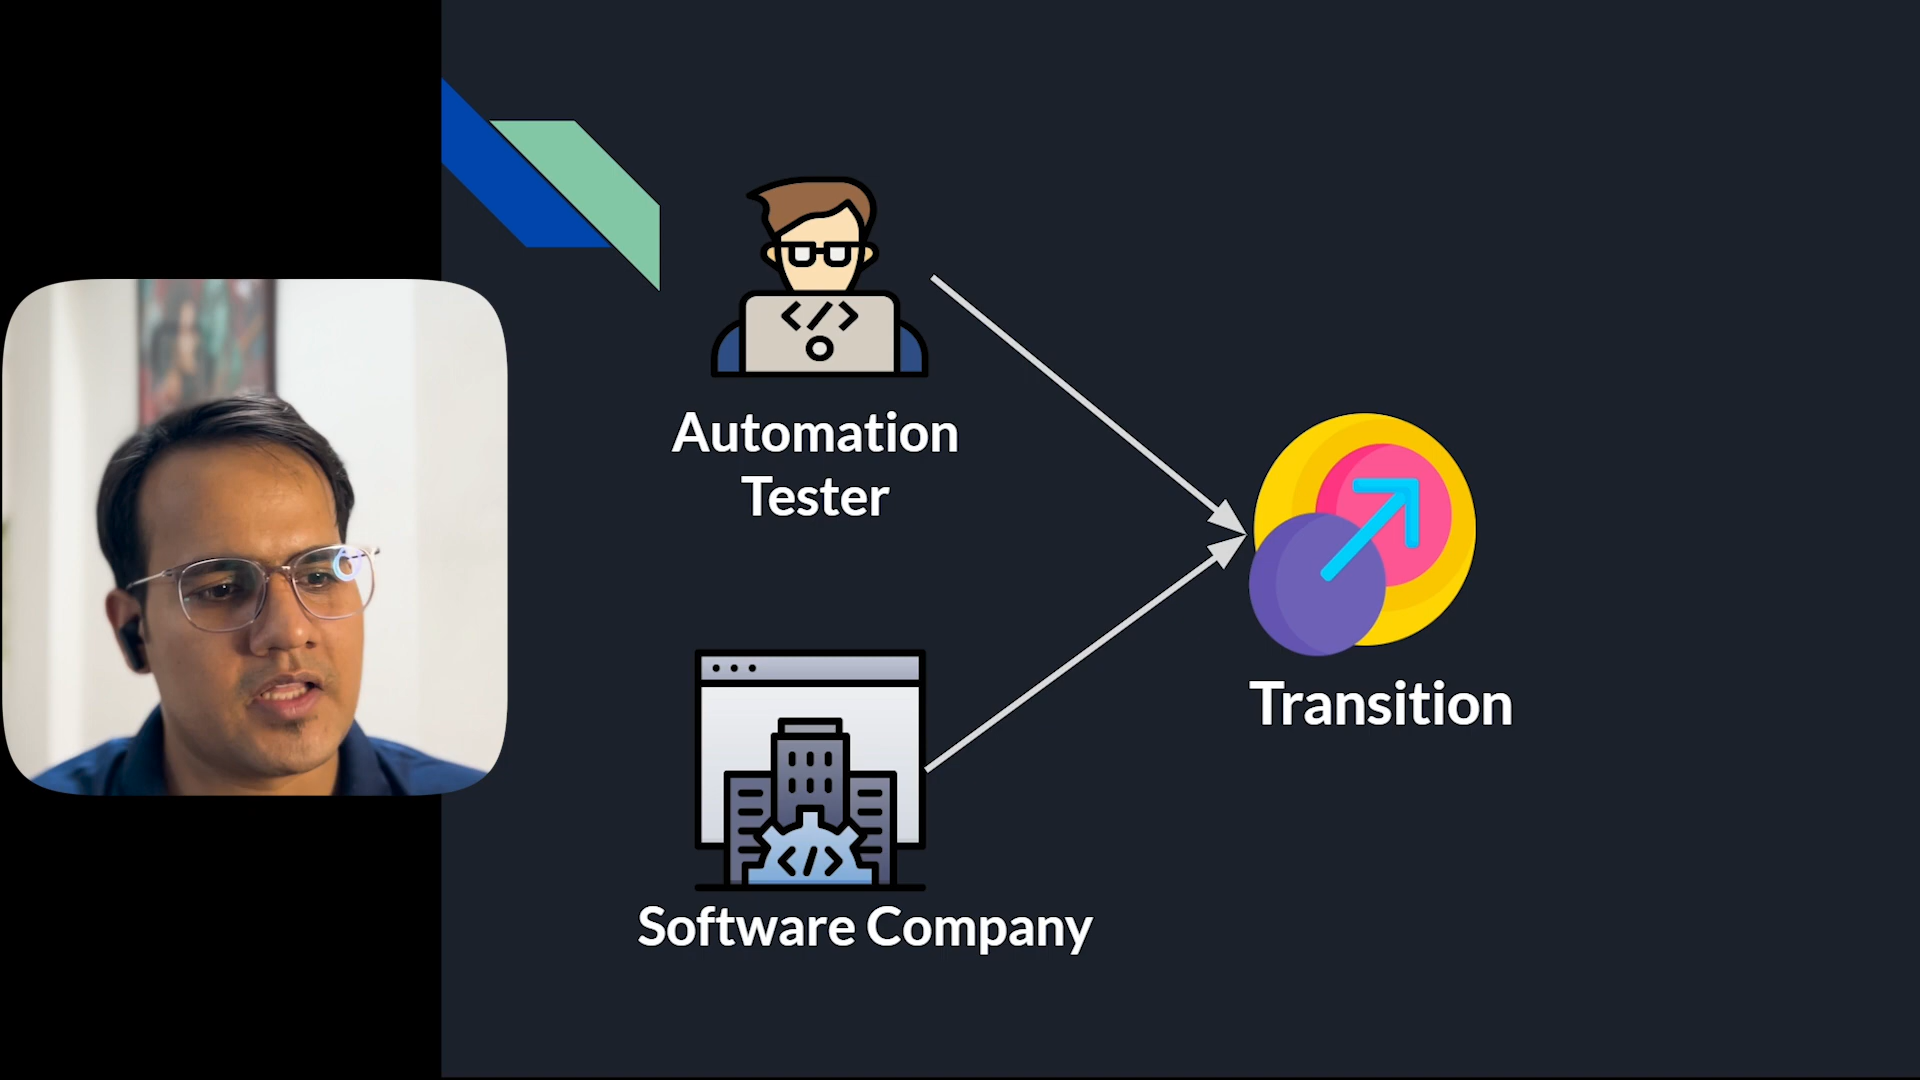 </>
Automation
Tester
Transition
</>
Software Company